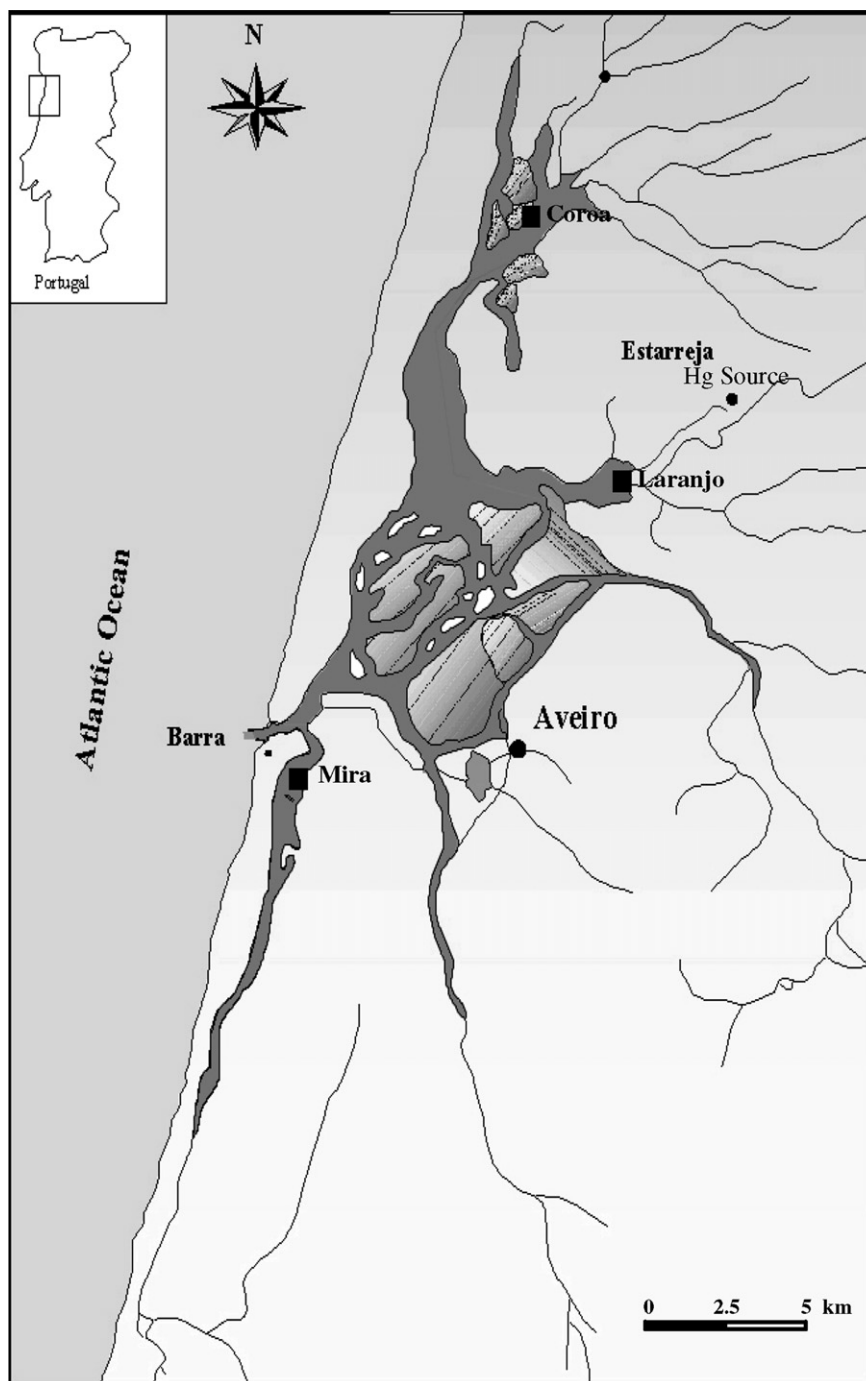 N
Portugal
Coroa
Estarreja
Hg Source
Laranjo
Atlantic Ocean
Barra
Aveiro
Mira
0 2.5 5 km